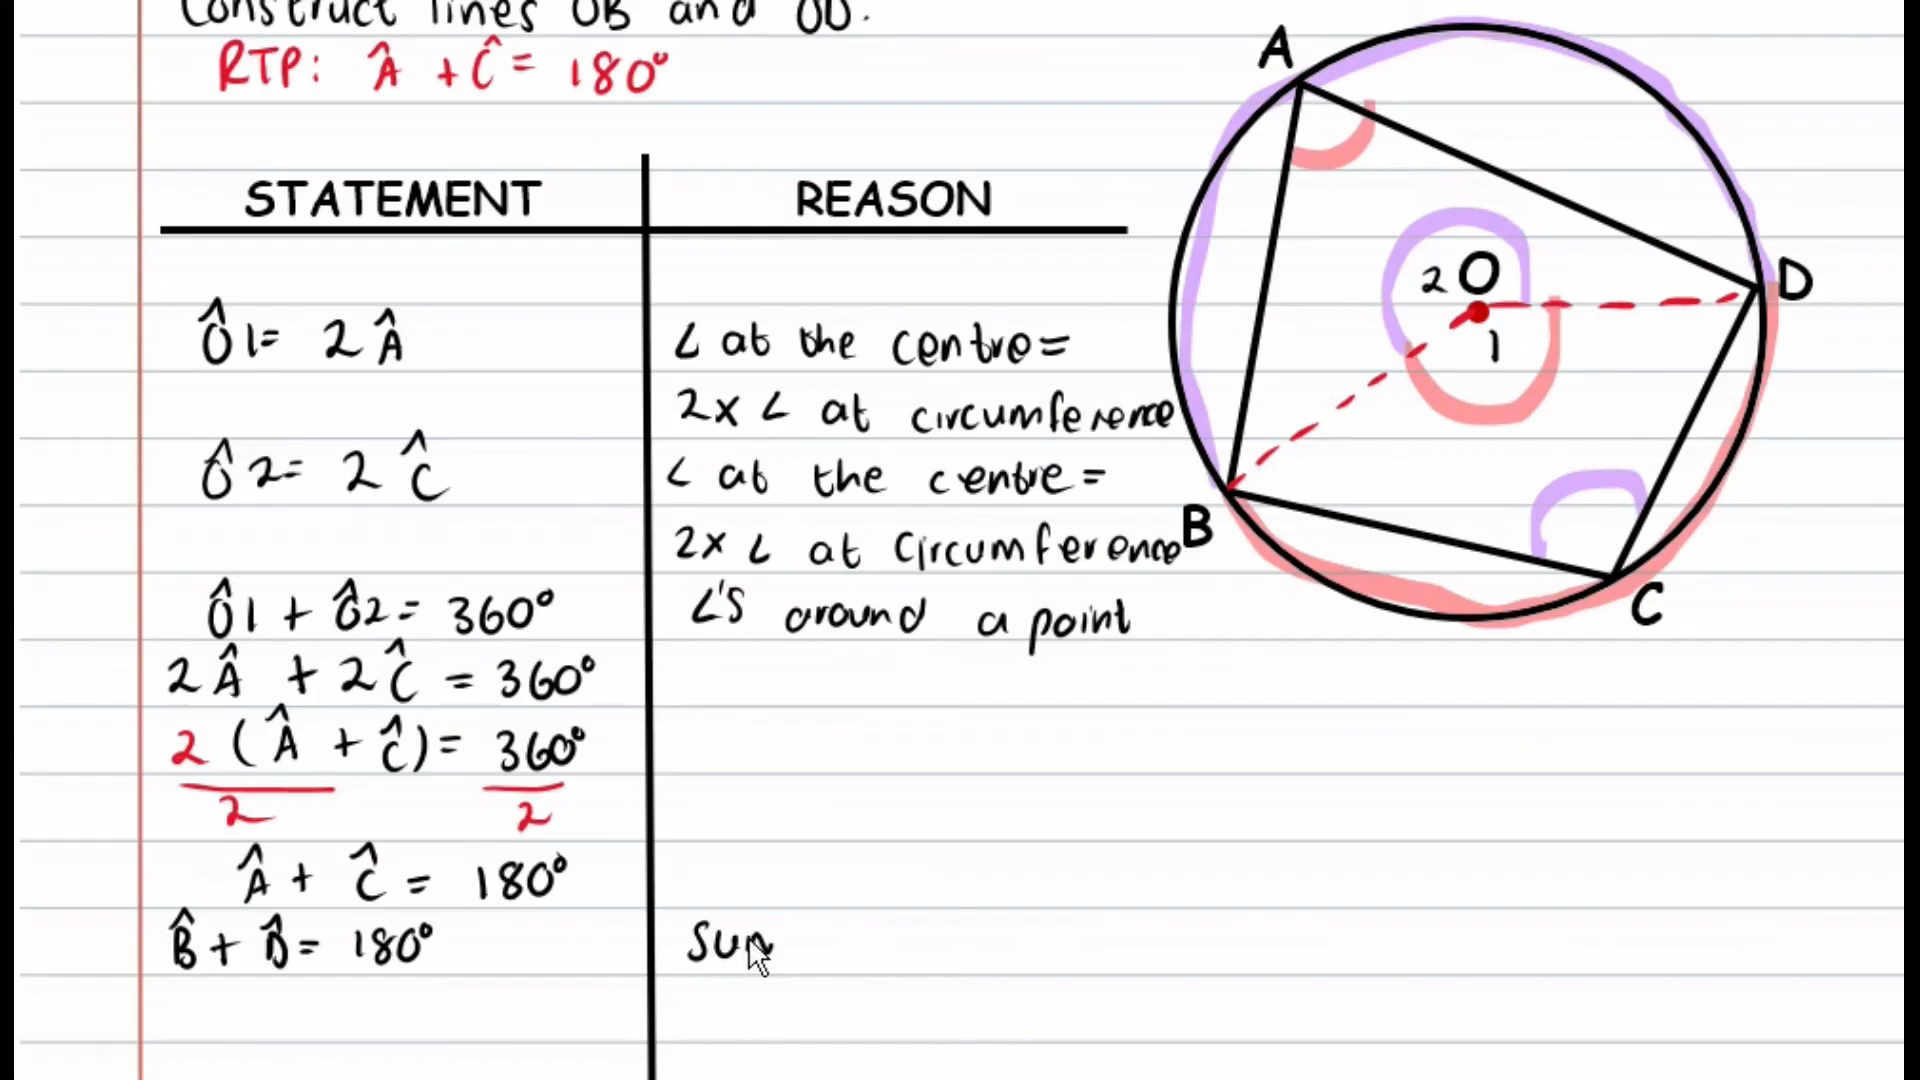 Construct lines OB and OD.
RTP: Â + Ĉ = 180°
STATEMENT
REASON
Ô1 = 2Â
∠ at the centre =
2x ∠ at circumference
Ô2 = 2Ĉ
∠ at the centre =
2x ∠ at circumference
Ô1 + Ô2 = 360°
∠'s around a point
2Â + 2Ĉ = 360°
2 (Â + Ĉ) = 360°
2 2
Â + Ĉ = 180°
B̂ + D̂ = 180°
Sum
A
2 O
D
1
B
C